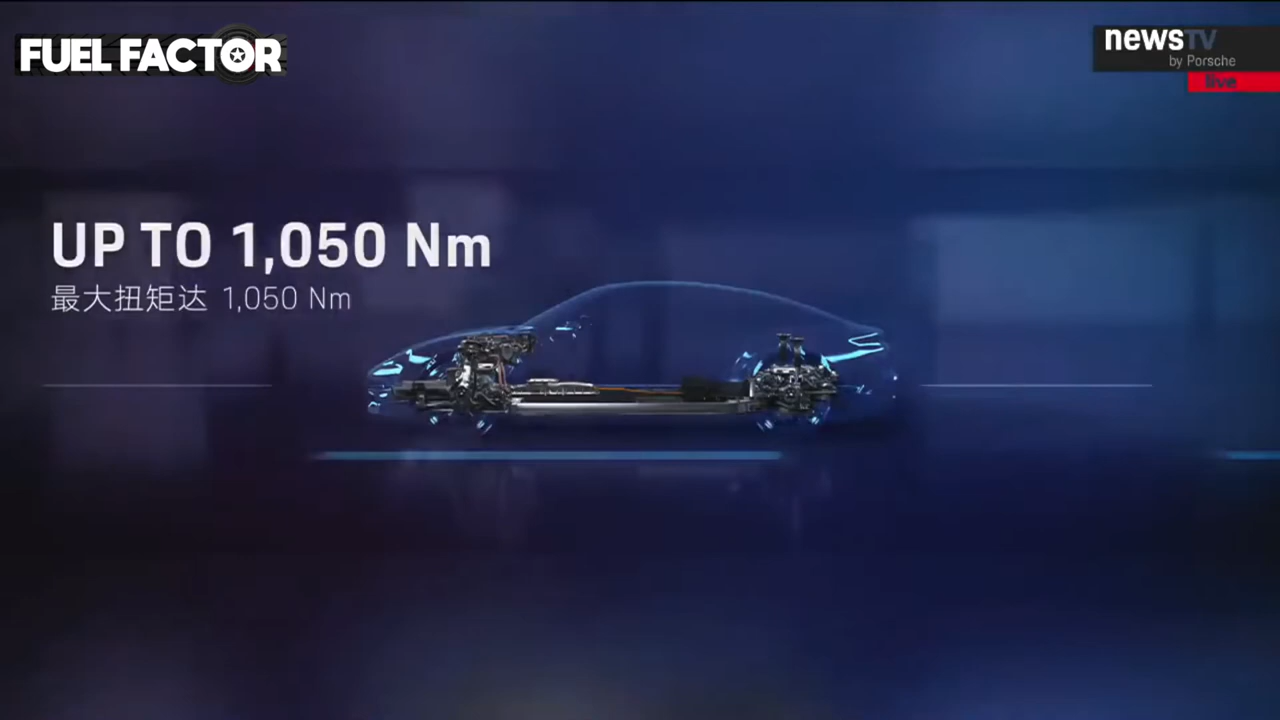 FUEL FACTOR
newsTV
by Porsche
live
UP TO 1,050 Nm
最大扭矩达 1,050 Nm